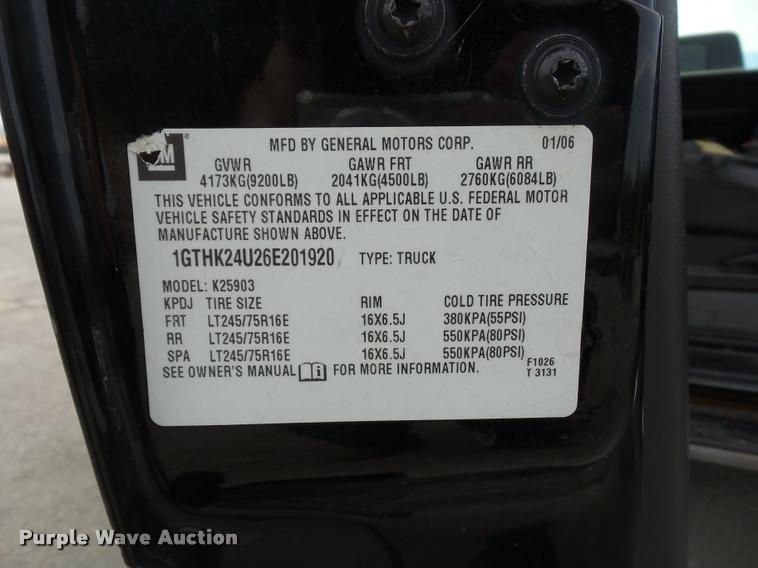 MFD BY GENERAL MOTORS CORP. 01/06
GVWR GAWR FRT GAWR RR
4173KG(9200LB) 2041KG(4500LB) 2760KG(6084LB)
THIS VEHICLE CONFORMS TO ALL APPLICABLE U.S. FEDERAL MOTOR
VEHICLE SAFETY STANDARDS IN EFFECT ON THE DATE OF
MANUFACTURE SHOWN ABOVE.
1GTHK24U26E201920 TYPE: TRUCK
MODEL: K25903
KPDJ TIRE SIZE RIM COLD TIRE PRESSURE
FRT LT245/75R16E 16X6.5J 380KPA(55PSI)
RR LT245/75R16E 16X6.5J 550KPA(80PSI)
SPA LT245/75R16E 16X6.5J 550KPA(80PSI)
SEE OWNER'S MANUAL i FOR MORE INFORMATION.
F1026
T 3131
Purple Wave Auction